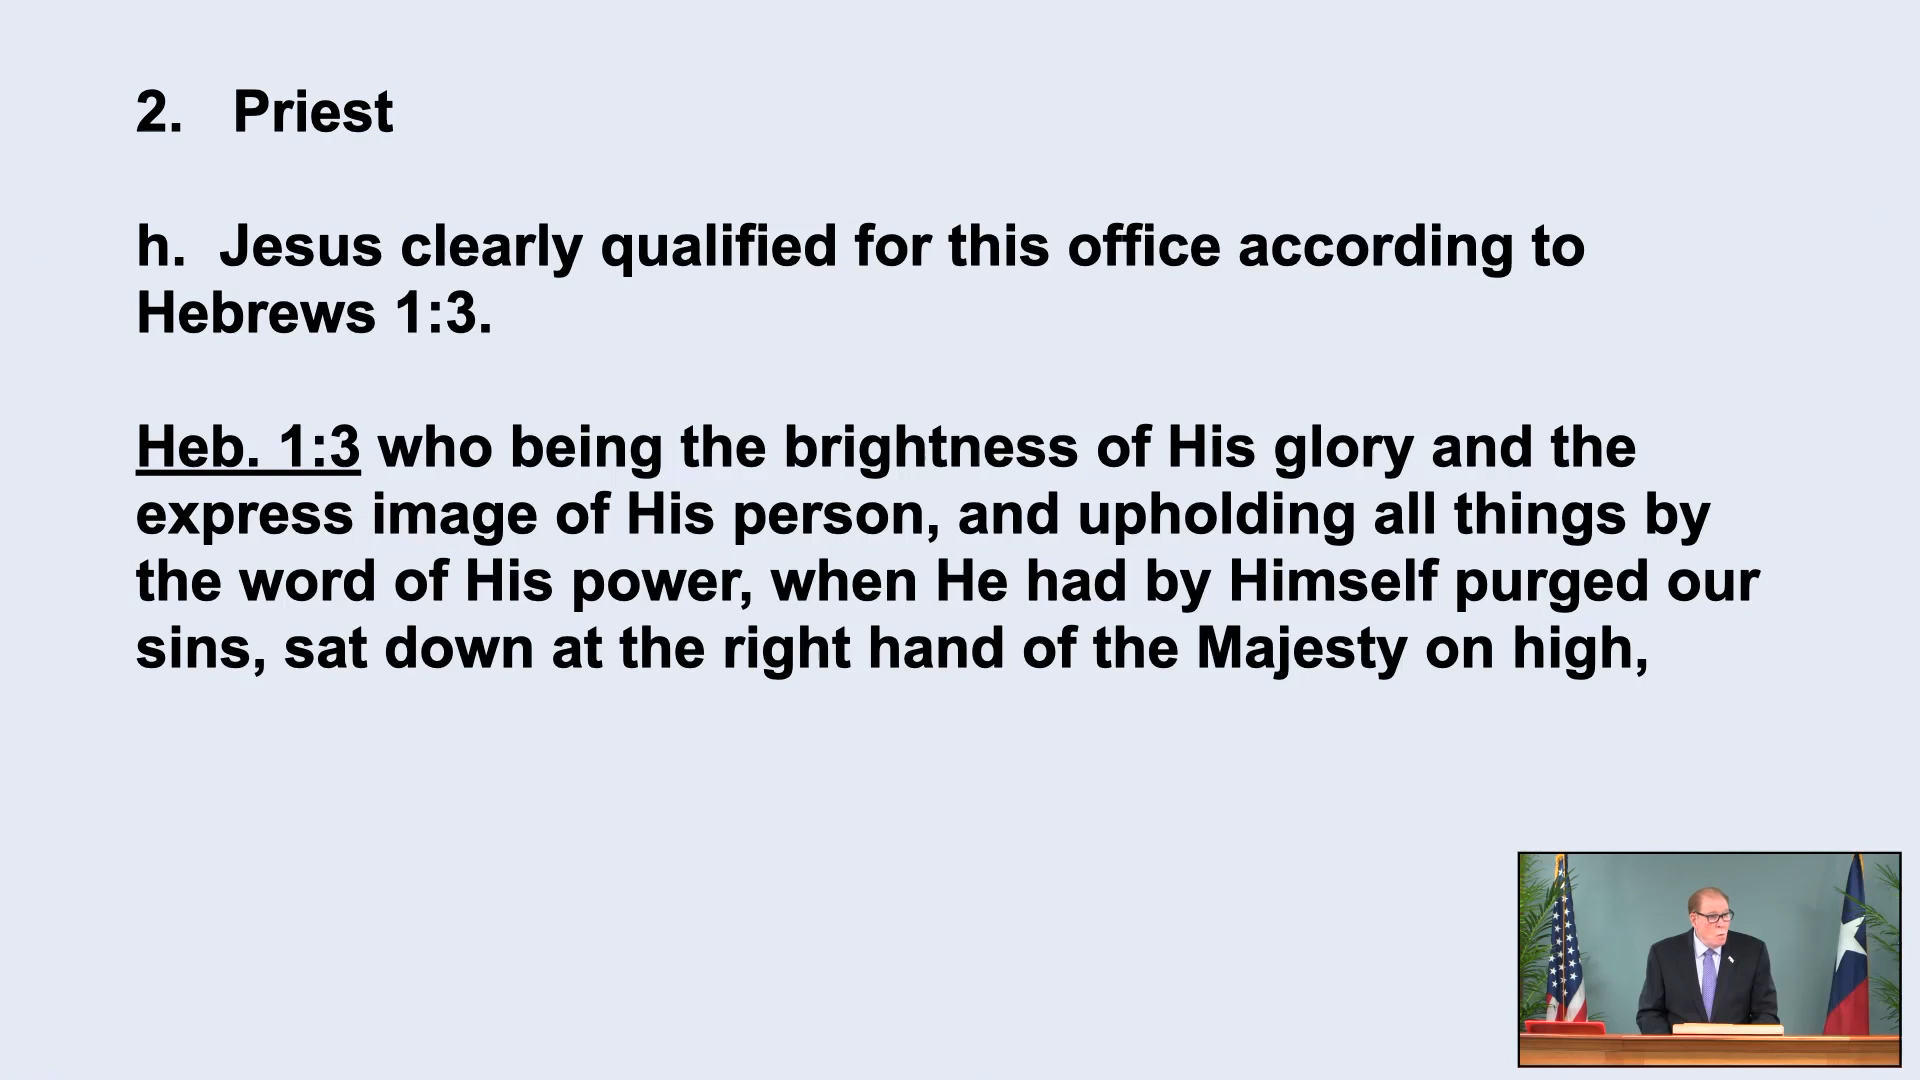 2. Priest
h. Jesus clearly qualified for this office according to
Hebrews 1:3.
Heb. 1:3 who being the brightness of His glory and the
express image of His person, and upholding all things by
the word of His power, when He had by Himself purged our
sins, sat down at the right hand of the Majesty on high,